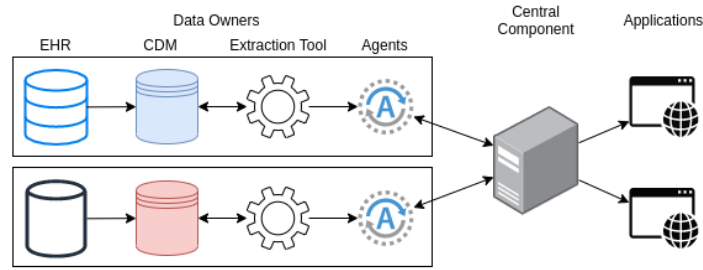 Data Owners
Central
Component
Applications
EHR
CDM
Extraction Tool
Agents
A
A